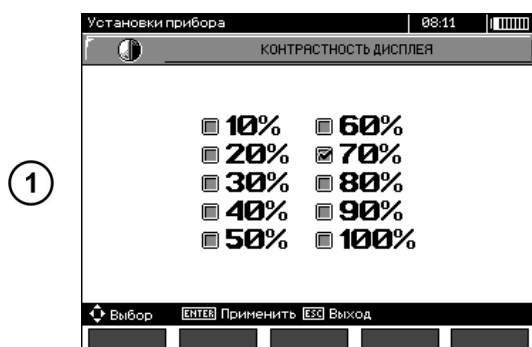 Установки прибора 08:11
КОНТРАСТНОСТЬ ДИСПЛЕЯ
10% 60%
20% 70%
30% 80%
40% 90%
50% 100%
1
Выбор ENTER Применить ESC Выход